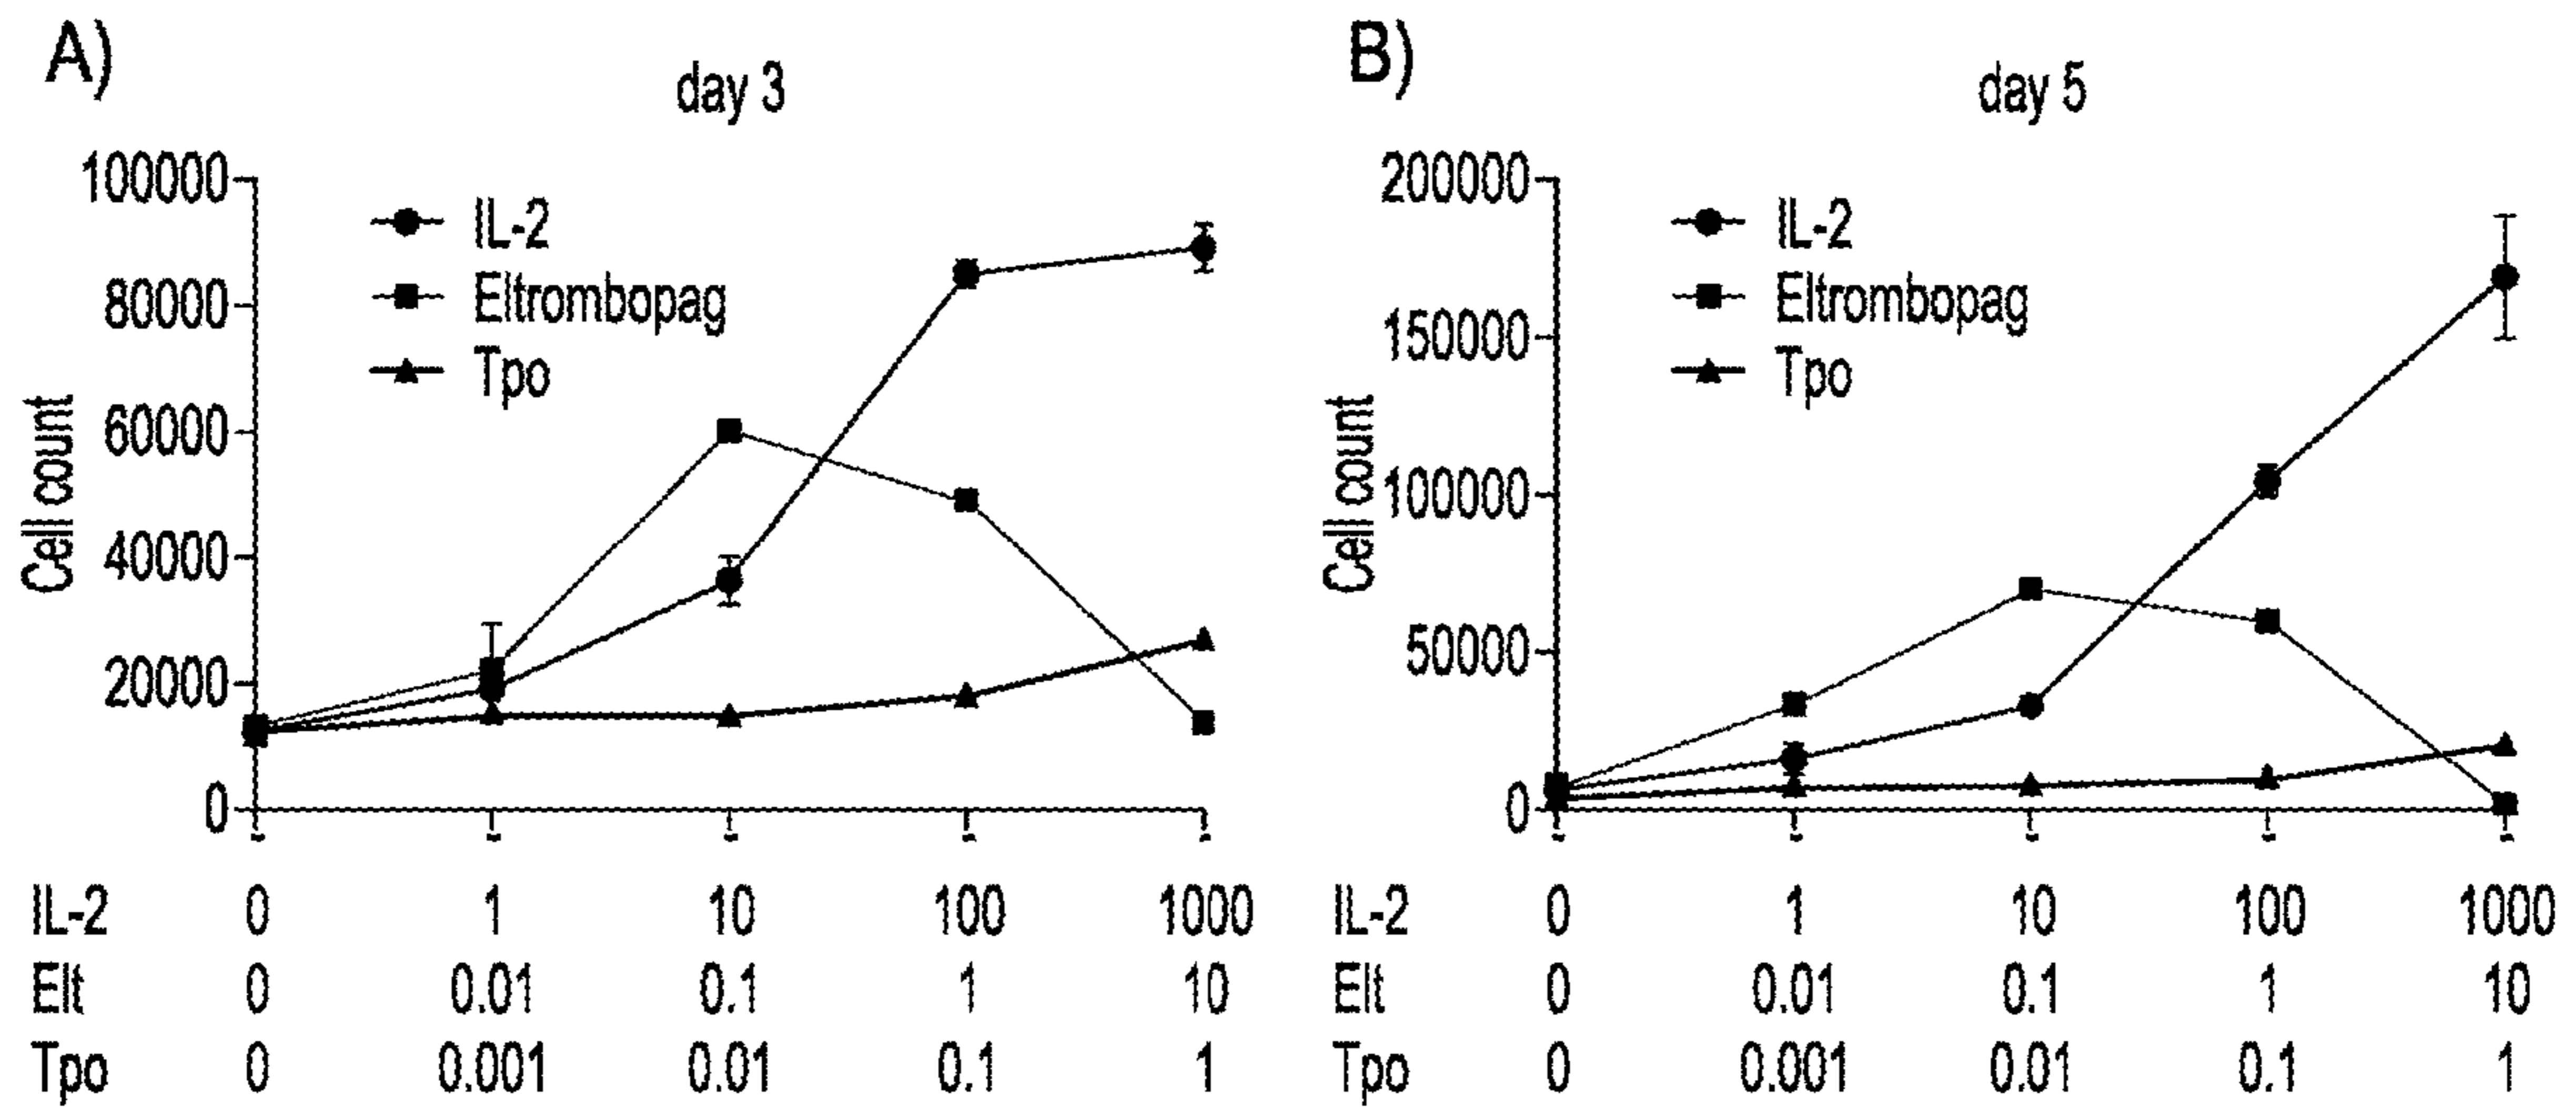 A)
day 3
100000
80000
60000
40000
20000
0
Cell count
IL-2
Eltrombopag
Tpo
IL-2 0 1 10 100 1000
Elt 0 0.01 0.1 1 10
Tpo 0 0.001 0.01 0.1 1
B)
day 5
200000
150000
100000
50000
0
Cell count
IL-2
Eltrombopag
Tpo
IL-2 0 1 10 100 1000
Elt 0 0.01 0.1 1 10
Tpo 0 0.001 0.01 0.1 1